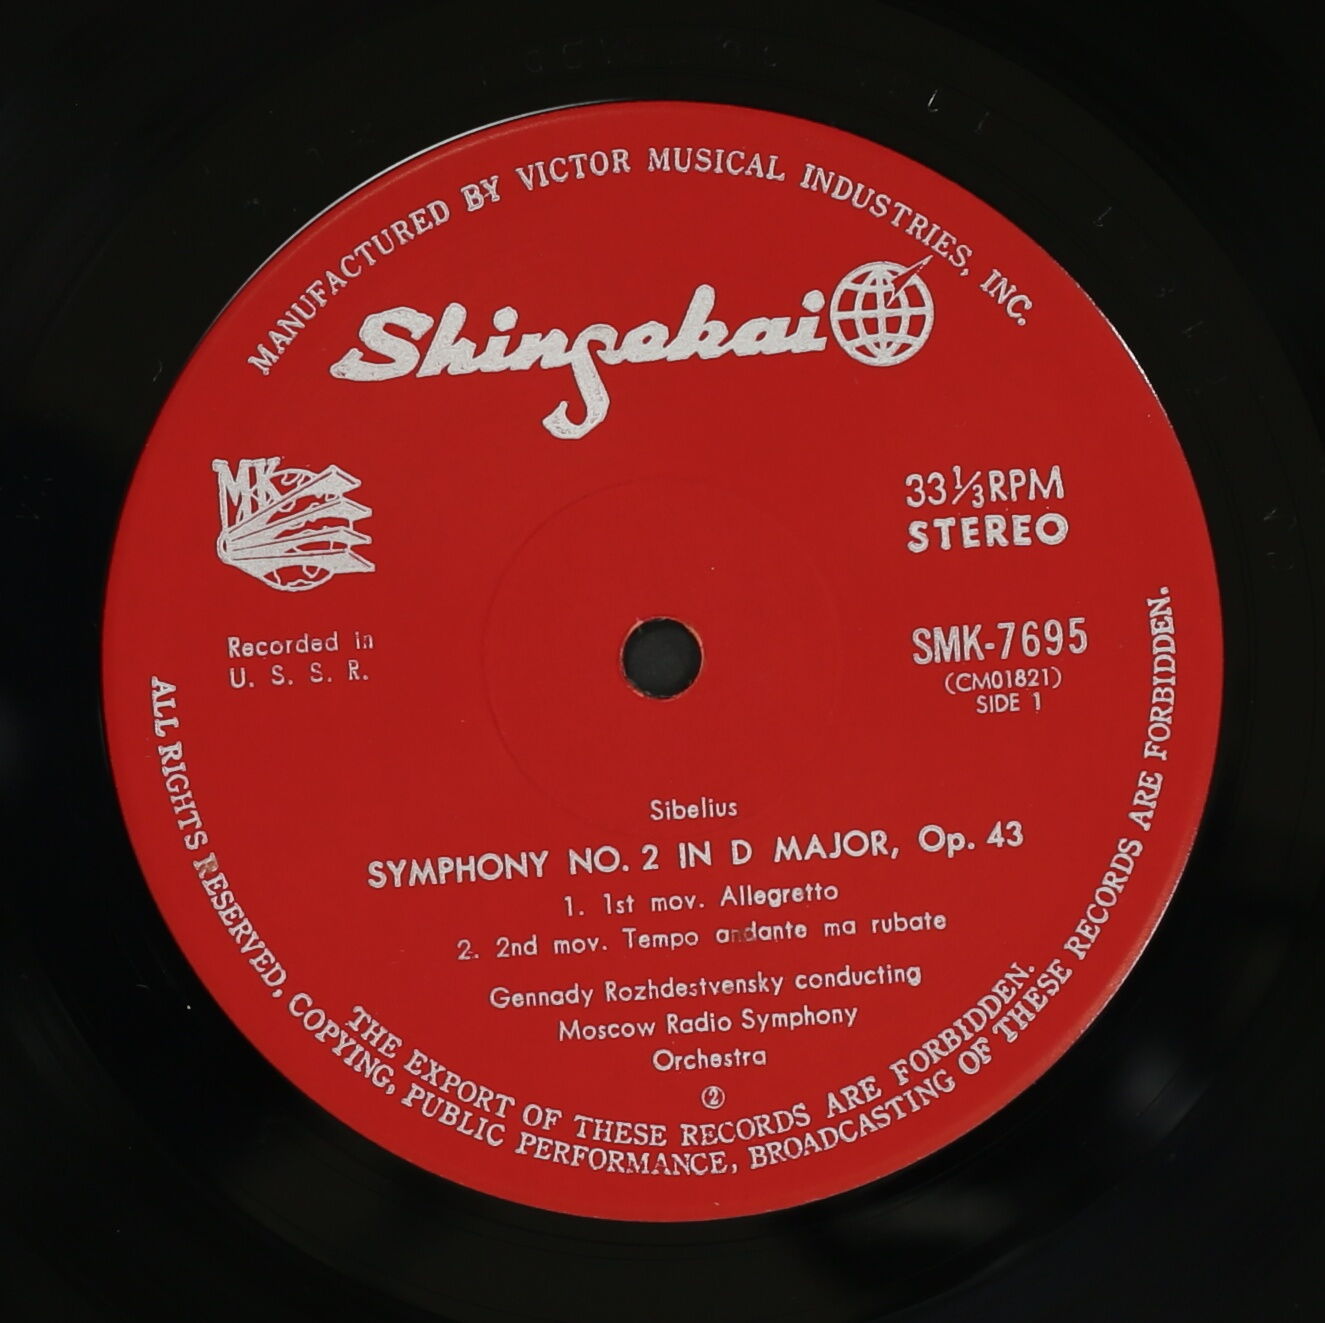 MANUFACTURED BY VICTOR MUSICAL INDUSTRIES, INC.
Shinsekai
MK
33⅓RPM
STEREO
Recorded in
U. S. S. R.
SMK-7695
(CM01821)
SIDE 1
Sibelius
SYMPHONY NO. 2 IN D MAJOR, Op. 43
1. 1st mov. Allegretto
2. 2nd mov. Tempo andante ma rubate
Gennady Rozhdestvensky conducting
Moscow Radio Symphony
Orchestra
②
THE EXPORT OF THESE RECORDS ARE FORBIDDEN.
ALL RIGHTS RESERVED, COPYING, PUBLIC PERFORMANCE, BROADCASTING OF THESE RECORDS ARE FORBIDDEN.